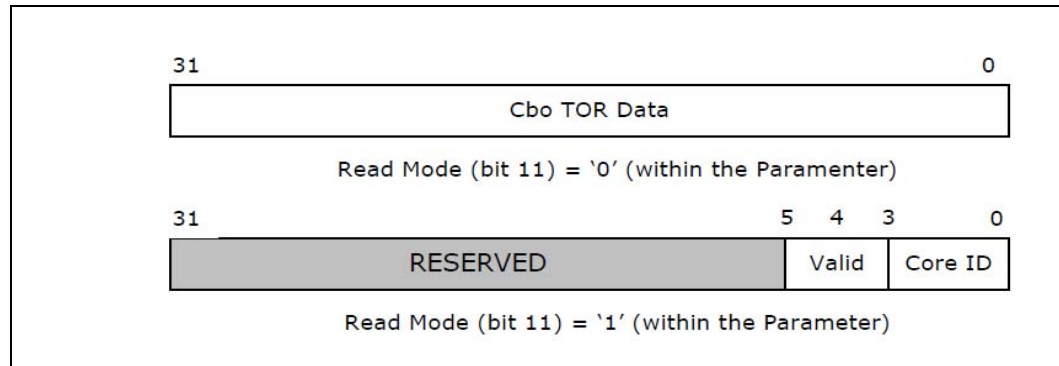 31 0
Cbo TOR Data
Read Mode (bit 11) = ‘0’ (within the Paramenter)
31 5 4 3 0
RESERVED Valid Core ID
Read Mode (bit 11) = ‘1’ (within the Parameter)